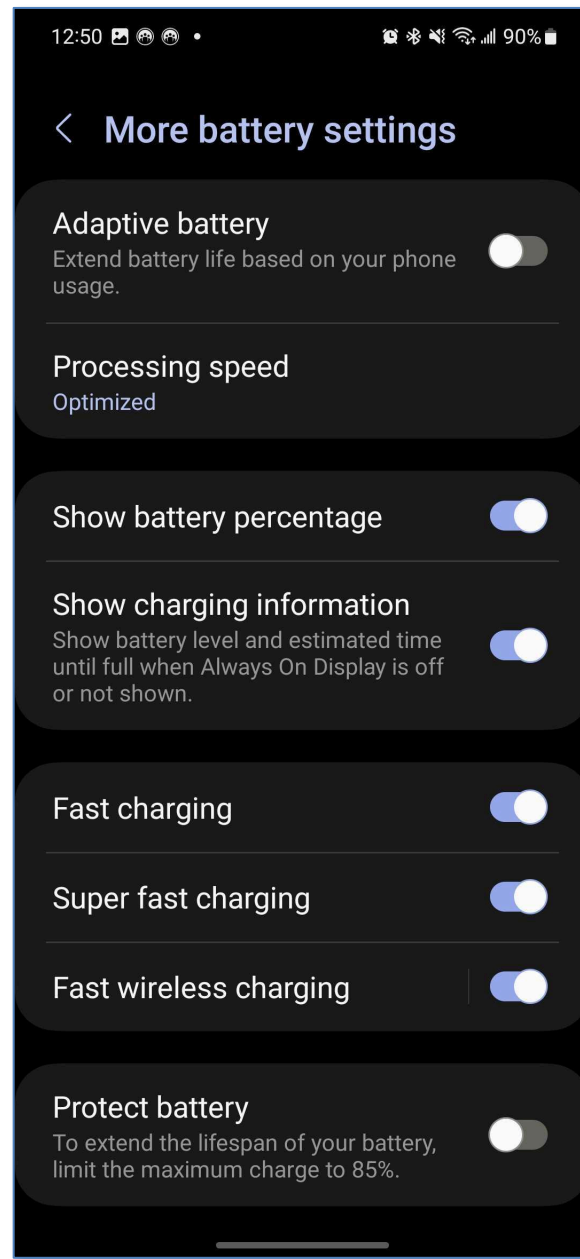 12:50 90%
More battery settings
Adaptive battery
Extend battery life based on your phone
usage.
Processing speed
Optimized
Show battery percentage
Show charging information
Show battery level and estimated time
until full when Always On Display is off
or not shown.
Fast charging
Super fast charging
Fast wireless charging
Protect battery
To extend the lifespan of your battery,
limit the maximum charge to 85%.